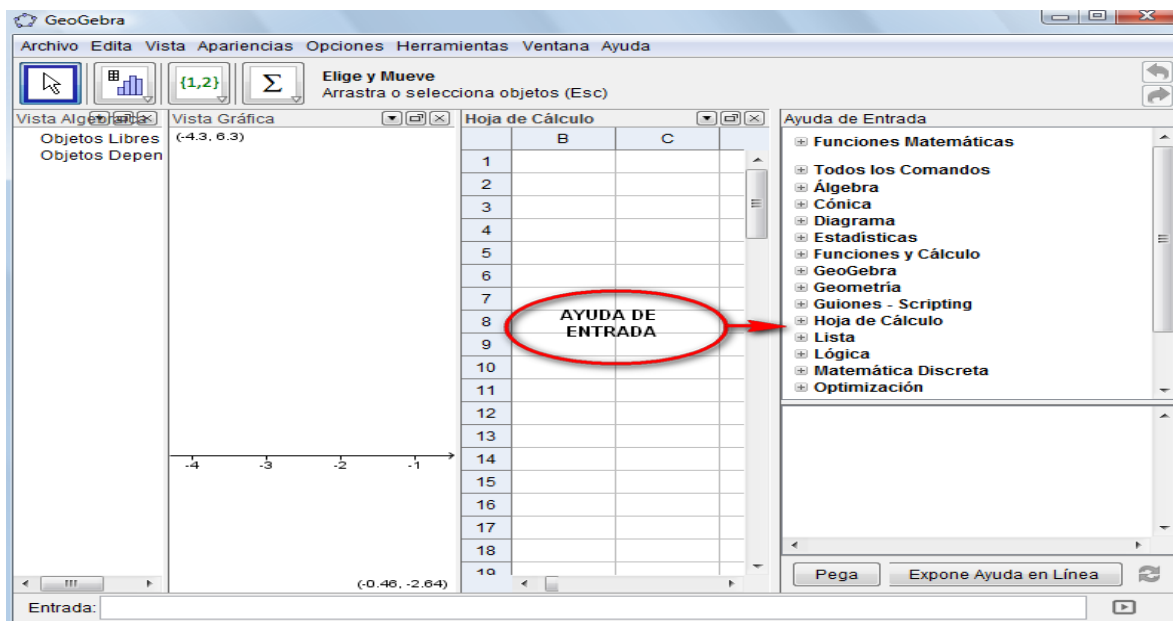 GeoGebra
Archivo Edita Vista Apariencias Opciones Herramientas Ventana Ayuda
{1,2} Σ
Elige y Mueve
Arrastra o selecciona objetos (Esc)
Vista Algebraica
Objetos Libres
Objetos Depen
Vista Gráfica
(-4.3, 6.3)
-4 -3 -2 -1
(-0.46, -2.64)
Hoja de Cálculo
B C
1
2
3
4
5
6
7
8
9
10
11
12
13
14
15
16
17
18
19
AYUDA DE
ENTRADA
Ayuda de Entrada
Funciones Matemáticas
Todos los Comandos
Álgebra
Cónica
Diagrama
Estadísticas
Funciones y Cálculo
GeoGebra
Geometría
Guiones - Scripting
Hoja de Cálculo
Lista
Lógica
Matemática Discreta
Optimización
Pega Expone Ayuda en Línea
Entrada: